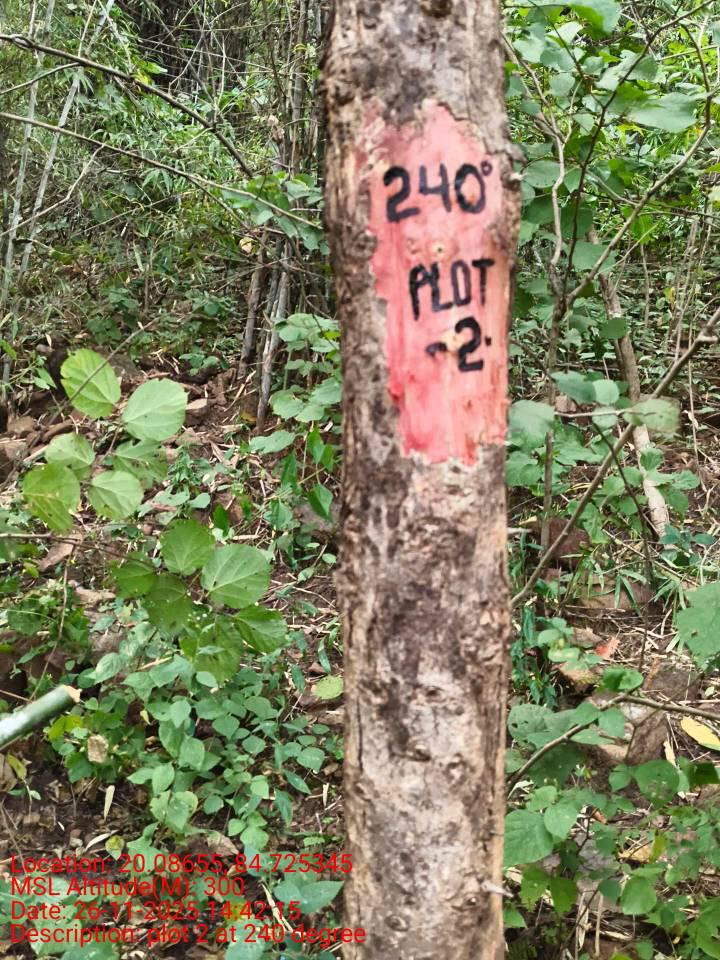 240°
PLOT
-2.
Location: 20.08655, 84.725345
MSL Altitude(M): 300
Date: 26-11-2025 14:42:15
Description: plot 2 at 240 degree